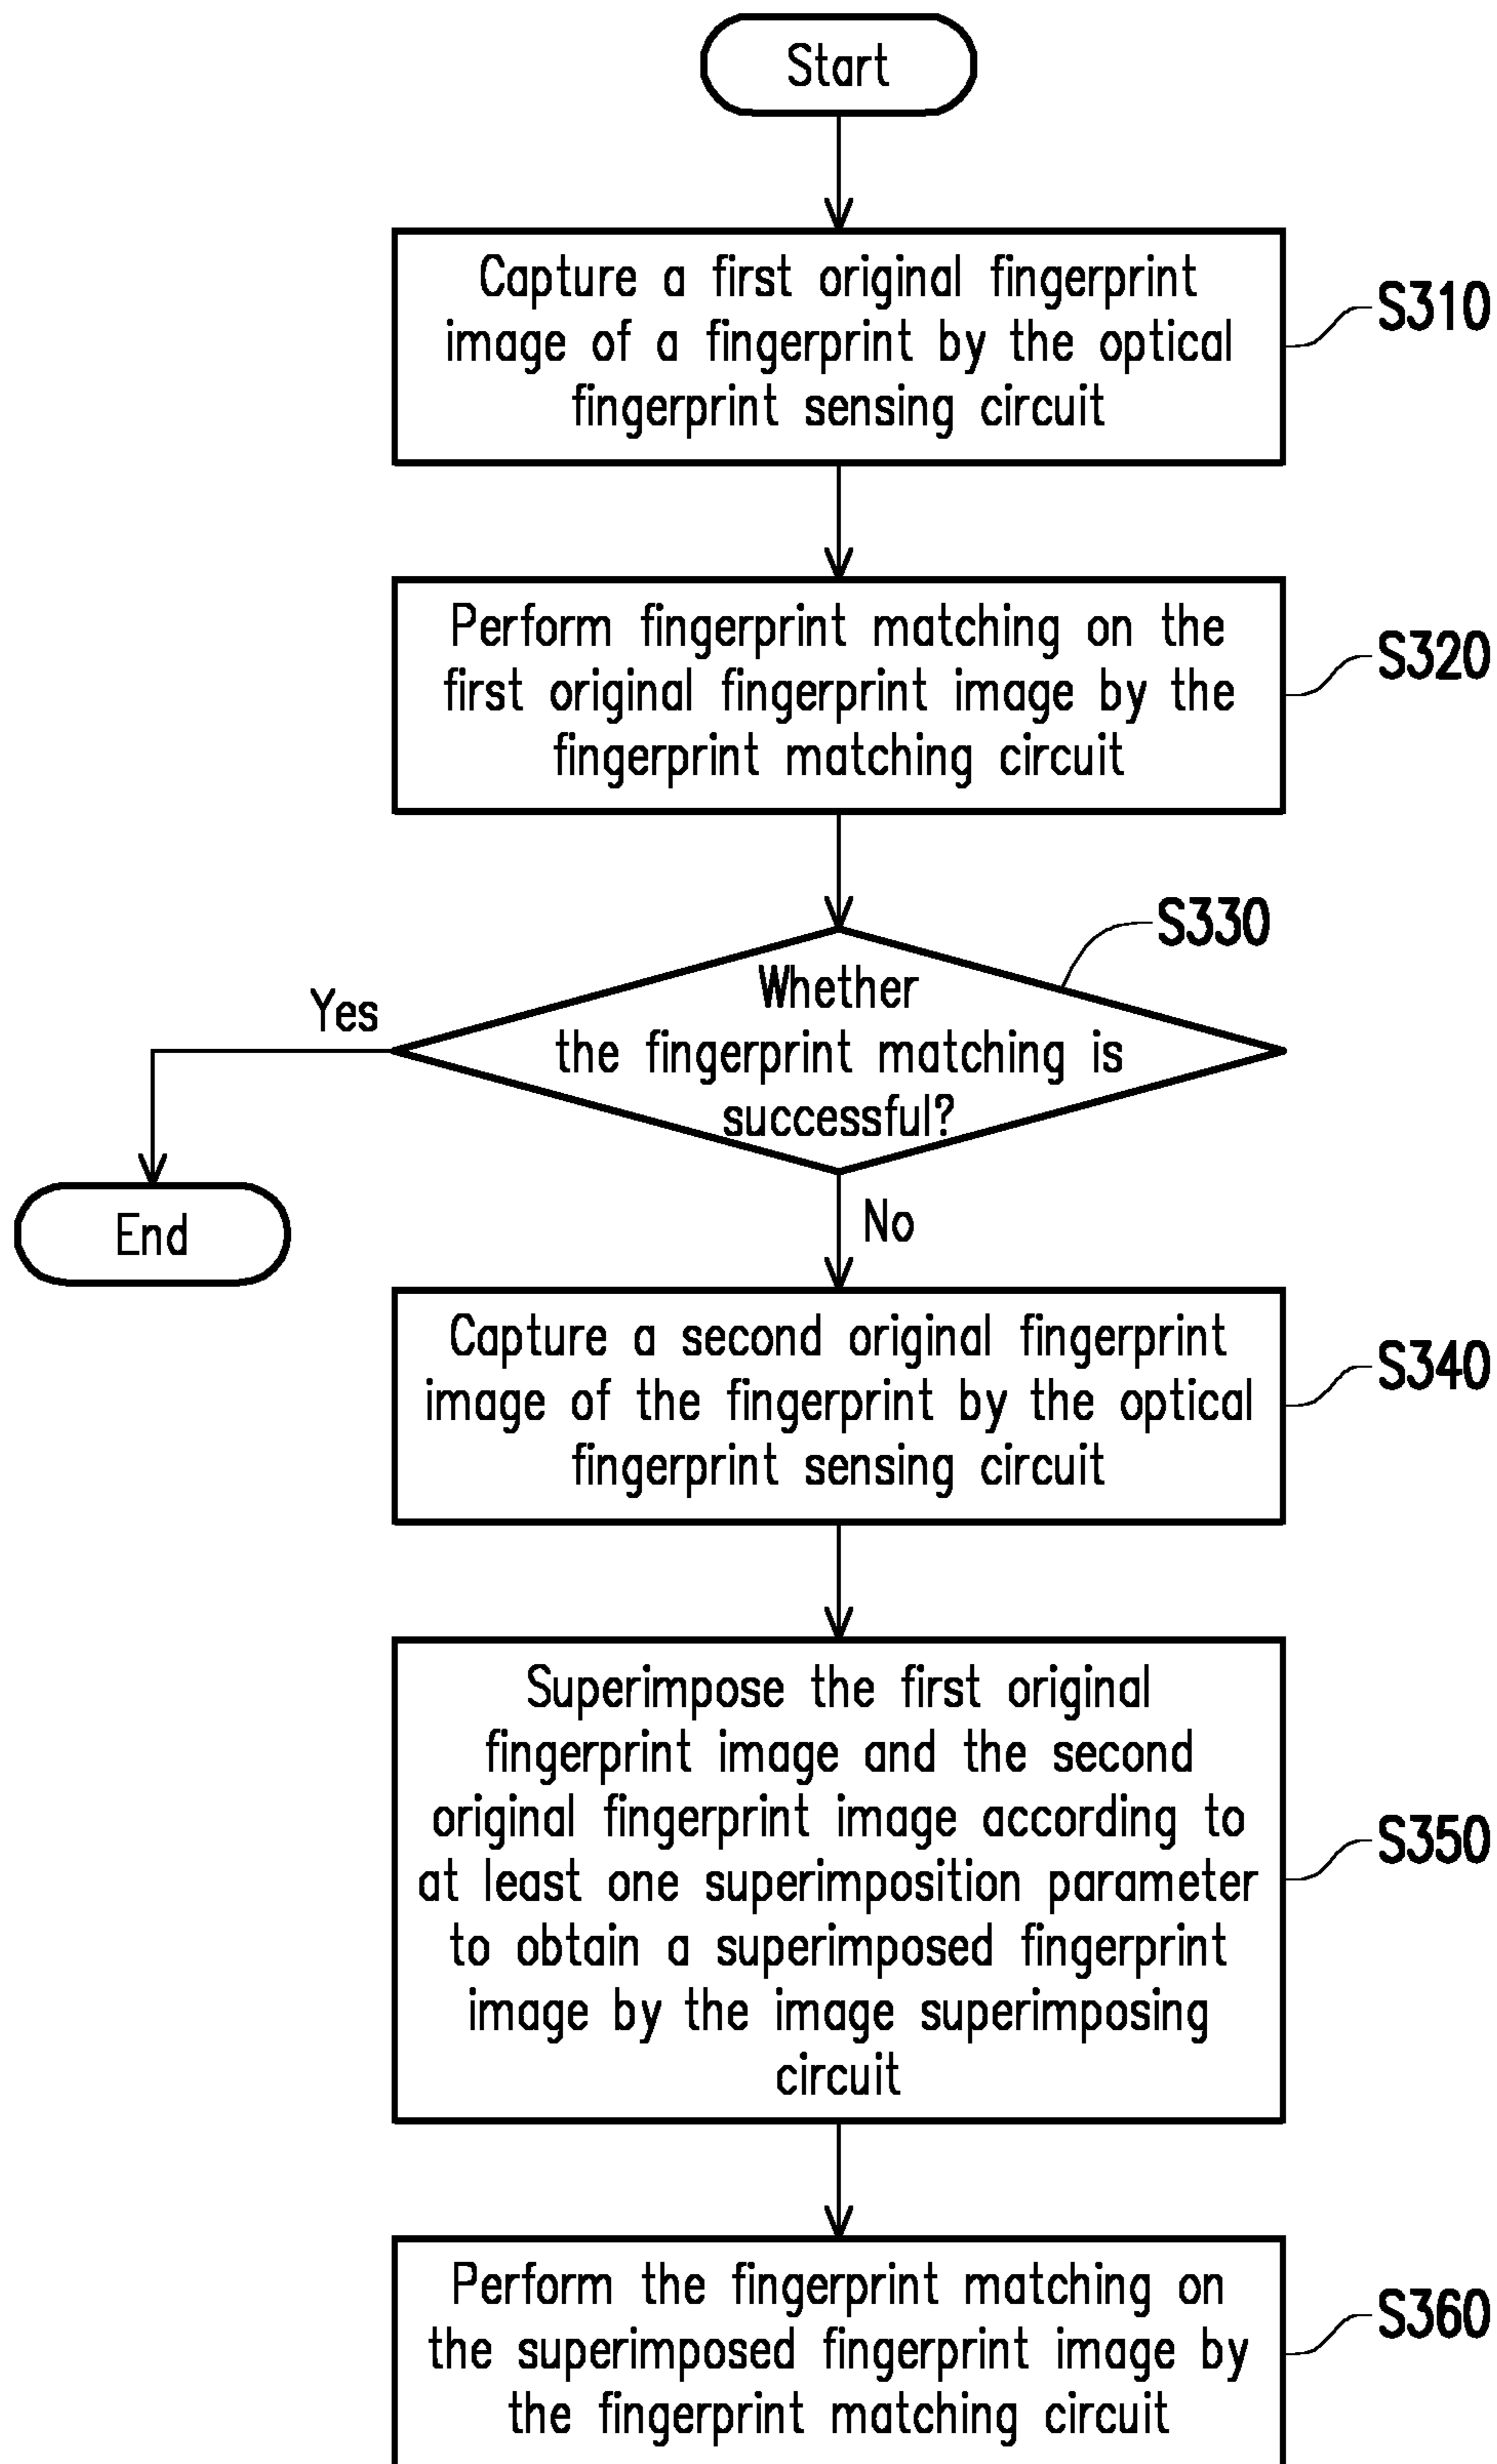 Start
Capture a first original fingerprint
image of a fingerprint by the optical
fingerprint sensing circuit
S310
Perform fingerprint matching on the
first original fingerprint image by the
fingerprint matching circuit
S320
S330
Whether
the fingerprint matching is
successful?
Yes
End
No
Capture a second original fingerprint
image of the fingerprint by the optical
fingerprint sensing circuit
S340
Superimpose the first original
fingerprint image and the second
original fingerprint image according to
at least one superimposition parameter
to obtain a superimposed fingerprint
image by the image superimposing
circuit
S350
Perform the fingerprint matching on
the superimposed fingerprint image by
the fingerprint matching circuit
S360